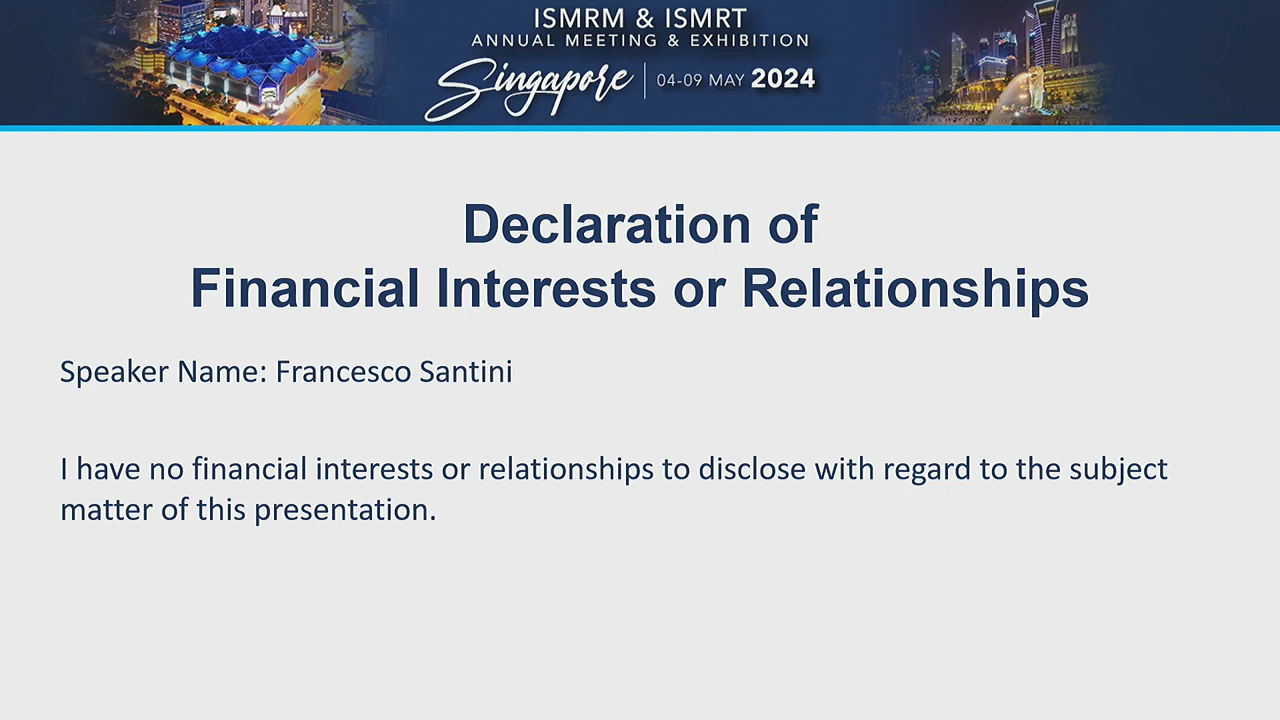 ISMRM & ISMRT
ANNUAL MEETING & EXHIBITION
Singapore 04-09 MAY 2024
Declaration of
Financial Interests or Relationships
Speaker Name: Francesco Santini
I have no financial interests or relationships to disclose with regard to the subject
matter of this presentation.